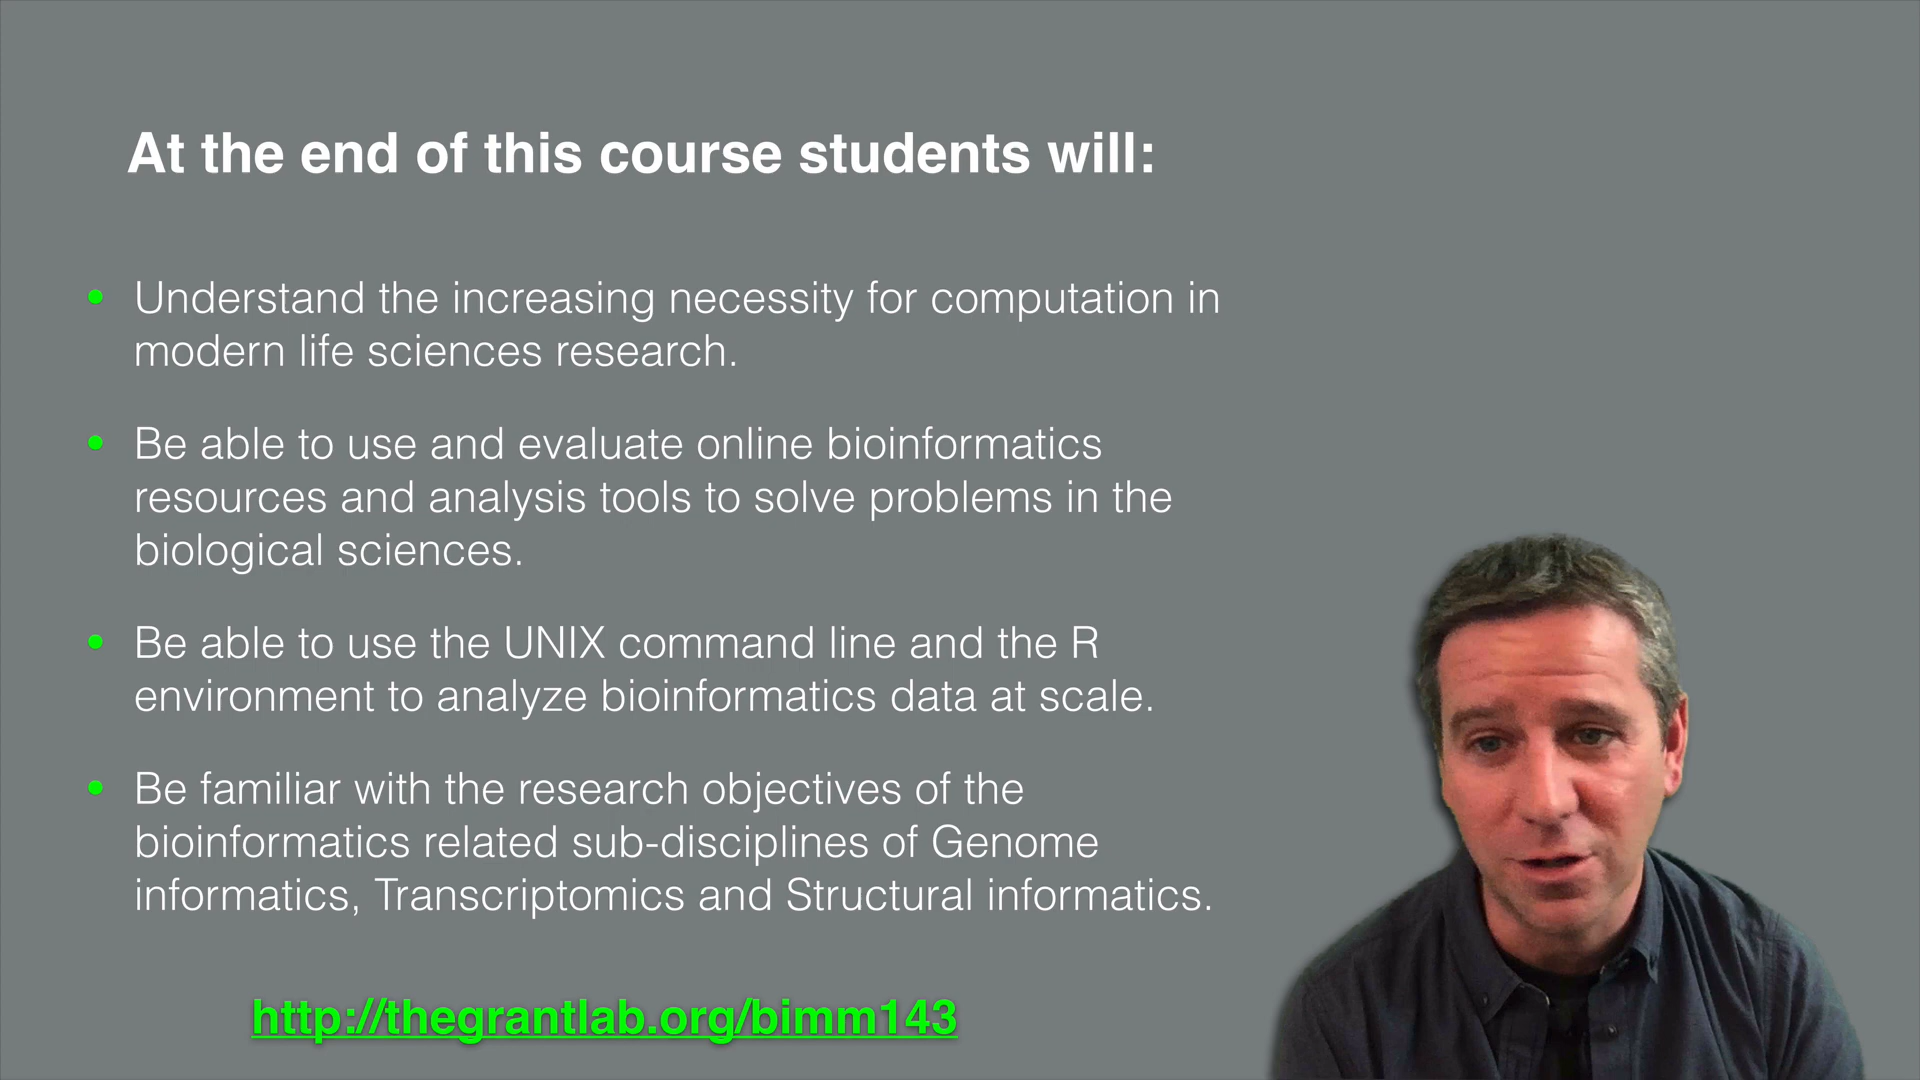 At the end of this course students will:
• Understand the increasing necessity for computation in
modern life sciences research.
• Be able to use and evaluate online bioinformatics
resources and analysis tools to solve problems in the
biological sciences.
• Be able to use the UNIX command line and the R
environment to analyze bioinformatics data at scale.
• Be familiar with the research objectives of the
bioinformatics related sub-disciplines of Genome
informatics, Transcriptomics and Structural informatics.
http://thegrantlab.org/bimm143